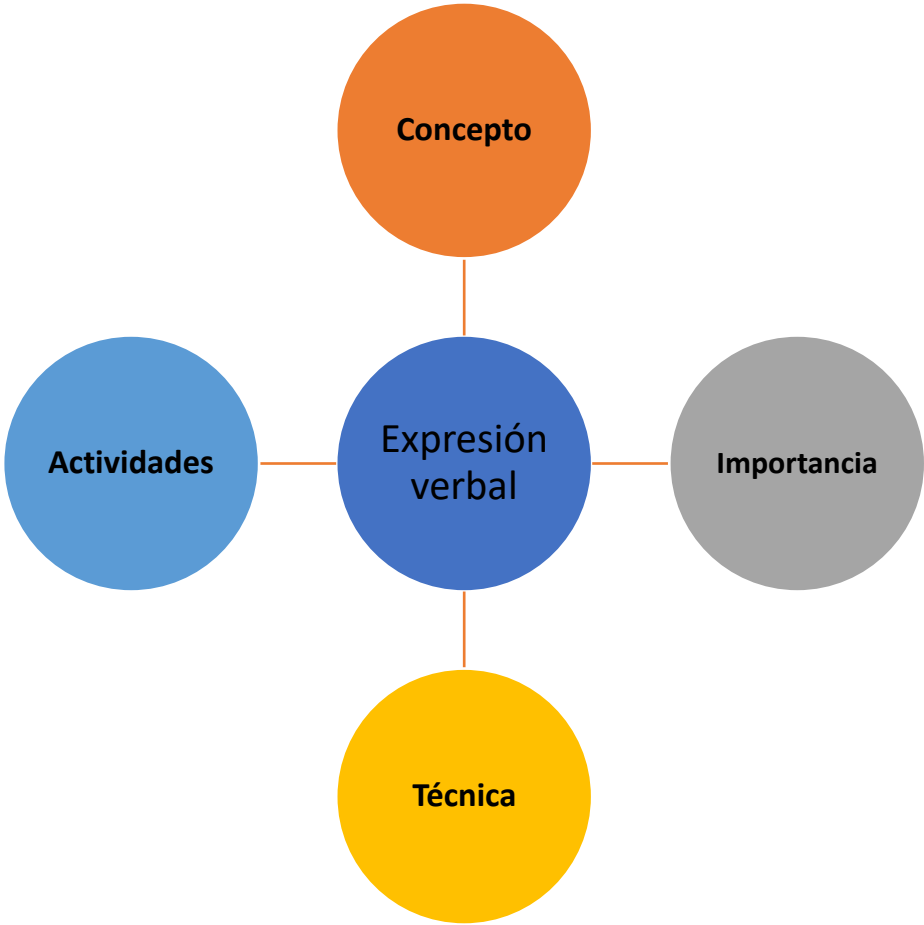 Concepto
Actividades
Expresión
verbal
Importancia
Técnica